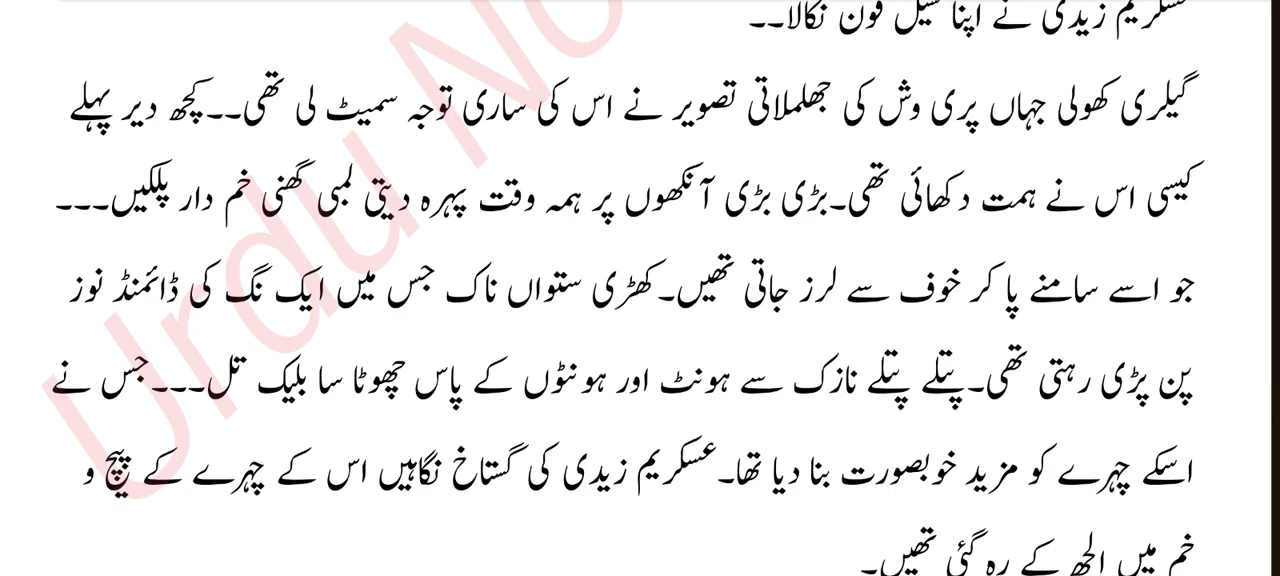 عسکریم زیدی نے اپنا سیل فون نکالا۔۔
گیلری کھولی جہاں پری وش کی جھلملاتی تصویر نے اس کی ساری توجہ سمیٹ لی تھی۔۔کچھ دیر پہلے
کیسی اس نے ہمت دکھائی تھی۔بڑی بڑی آنکھوں پر ہمہ وقت پہرہ دیتی لمبی گھنی خم دار پلکیں۔۔۔
جو اسے سامنے پا کر خوف سے لرز جاتی تھیں۔کھڑی ستواں ناک جس میں ایک نگ کی ڈائمنڈ نوز
پن پڑی رہتی تھی۔پتلے پتلے نازک سے ہونٹ اور ہونٹوں کے پاس چھوٹا سا بلیک تل۔۔۔جس نے
اسکے چہرے کو مزید خوبصورت بنا دیا تھا۔عسکریم زیدی کی گستاخ نگاہیں اس کے چہرے کے پیچ و
خم میں الجھ کے رہ گئی تھیں۔
Urdu No